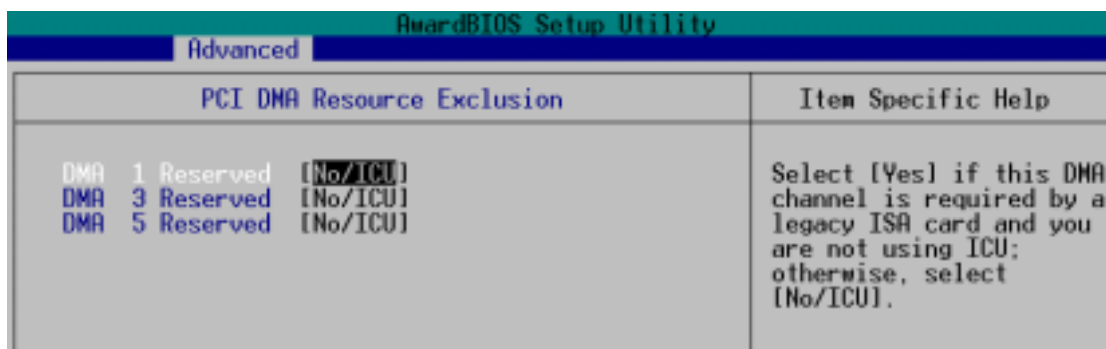 AwardBIOS Setup Utility
Advanced
PCI DMA Resource Exclusion
Item Specific Help
DMA 1 Reserved [No/ICU]
DMA 3 Reserved [No/ICU]
DMA 5 Reserved [No/ICU]
Select [Yes] if this DMA
channel is required by a
legacy ISA card and you
are not using ICU;
otherwise, select
[No/ICU].